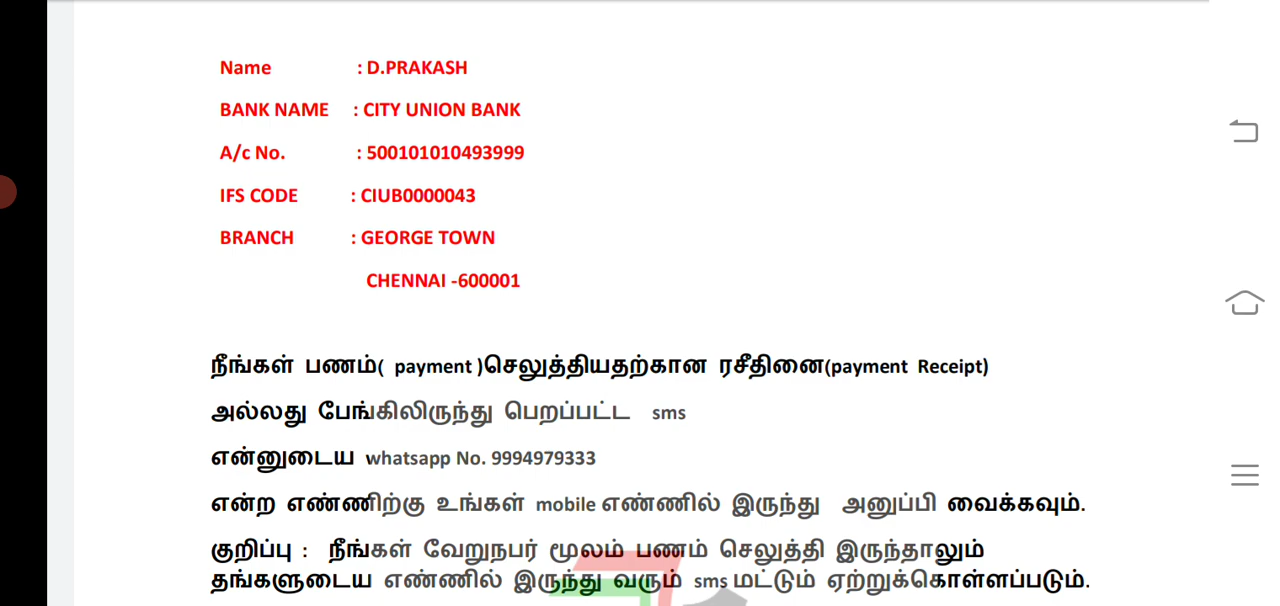 Name : D.PRAKASH
BANK NAME : CITY UNION BANK
A/c No. : 500101010493999
IFS CODE : CIUB0000043
BRANCH : GEORGE TOWN
CHENNAI -600001
நீங்கள் பணம்( payment )செலுத்தியதற்கான ரசீதினை(payment Receipt)
அல்லது பேங்கிலிருந்து பெறப்பட்ட sms
என்னுடைய whatsapp No. 9994979333
என்ற எண்ணிற்கு உங்கள் mobile எண்ணில் இருந்து அனுப்பி வைக்கவும்.
குறிப்பு : நீங்கள் வேறுநபர் மூலம் பணம் செலுத்தி இருந்தாலும்
தங்களுடைய எண்ணில் இருந்து வரும் sms மட்டும் ஏற்றுக்கொள்ளப்படும்.